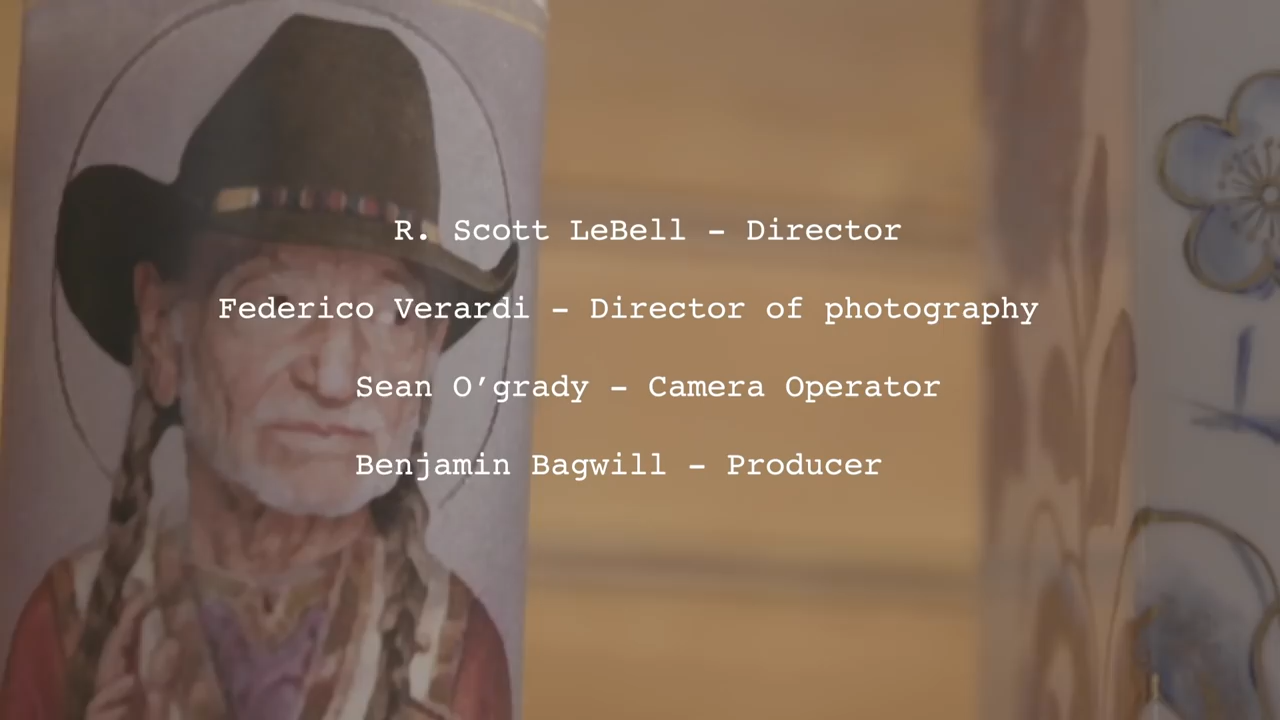 R. Scott LeBell – Director
Federico Verardi – Director of photography
Sean O’grady – Camera Operator
Benjamin Bagwill – Producer